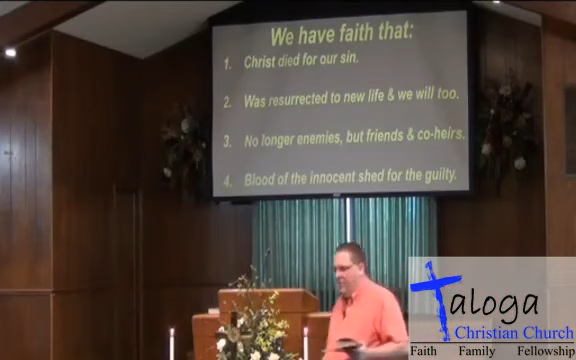 We have faith that:
1. Christ died for our sin.
2. Was resurrected to new life & we will too.
3. No longer enemies, but friends & co-heirs.
4. Blood of the innocent shed for the guilty.
Taloga
Christian Church
Faith Family Fellowship